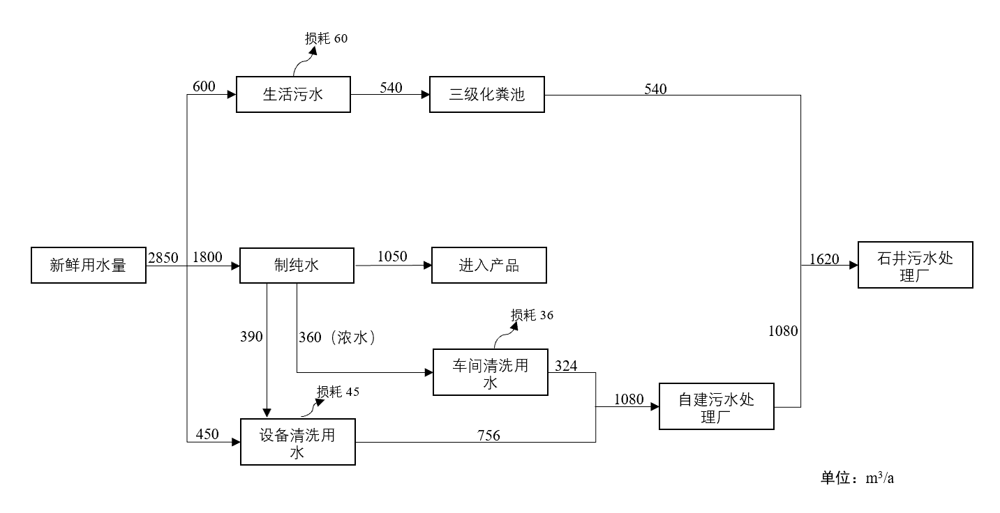 损耗 60
600
生活污水
540
三级化粪池
540
新鲜用水量
2850
1800
制纯水
1050
进入产品
1620
石井污水处
理厂
390
360（浓水）
损耗 36
车间清洗用
水
324
1080
损耗 45
450
设备清洗用
水
756
1080
自建污水处
理厂
单位：m³/a